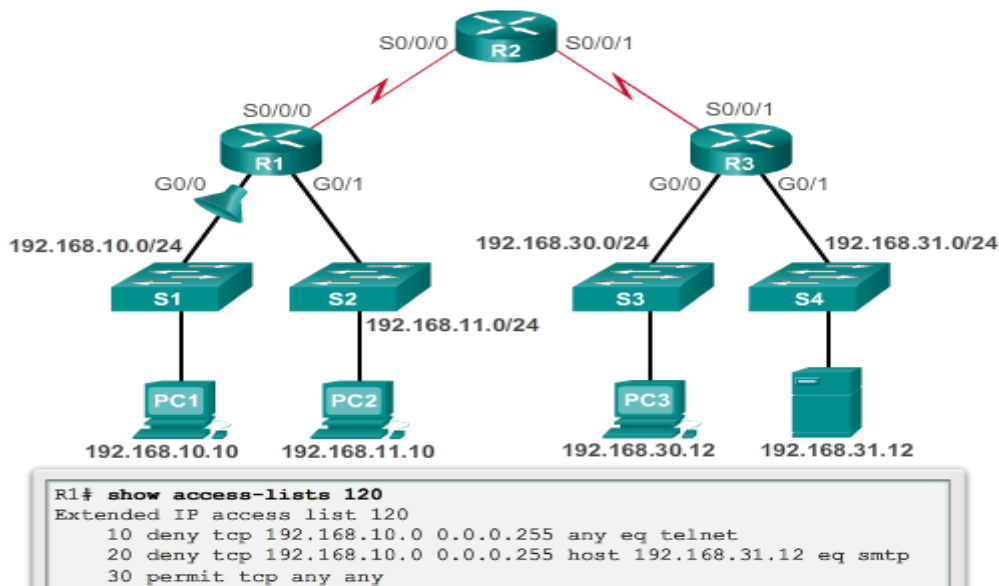 S0/0/0 R2 S0/0/1
S0/0/0 S0/0/1
R1 R3
G0/0 G0/1 G0/0 G0/1
192.168.10.0/24 192.168.30.0/24 192.168.31.0/24
S1 S2 S3 S4
192.168.11.0/24
PC1 PC2 PC3
192.168.10.10 192.168.11.10 192.168.30.12 192.168.31.12
R1# show access-lists 120
Extended IP access list 120
10 deny tcp 192.168.10.0 0.0.0.255 any eq telnet
20 deny tcp 192.168.10.0 0.0.0.255 host 192.168.31.12 eq smtp
30 permit tcp any any